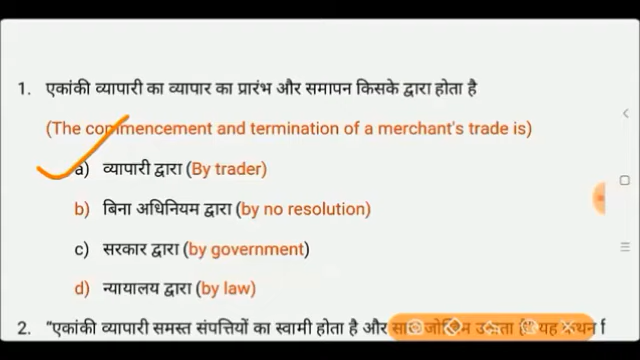 1. एकांकी व्यापारी का व्यापार का प्रारंभ और समापन किसके द्वारा होता है
(The commencement and termination of a merchant's trade is)
a) व्यापारी द्वारा (By trader)
b) बिना अधिनियम द्वारा (by no resolution)
c) सरकार द्वारा (by government)
d) न्यायालय द्वारा (by law)
2. "एकांकी व्यापारी समस्त संपत्तियों का स्वामी होता है और